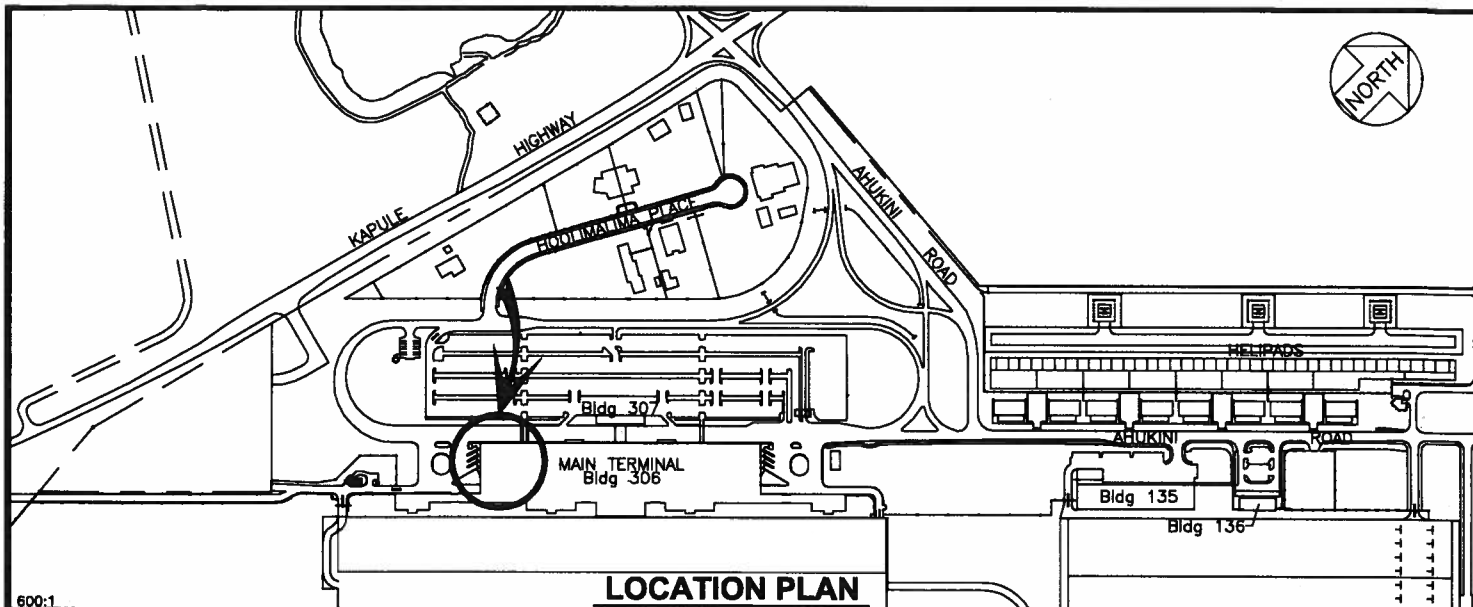 NORTH
HIGHWAY
KAPULE
AHUKINI
ROAD
HOOLIMALIMA PLACE
HELIPADS
Bldg 307
AHUKINI ROAD
MAIN TERMINAL
Bldg 306
Bldg 135
Bldg 136
LOCATION PLAN
600:1